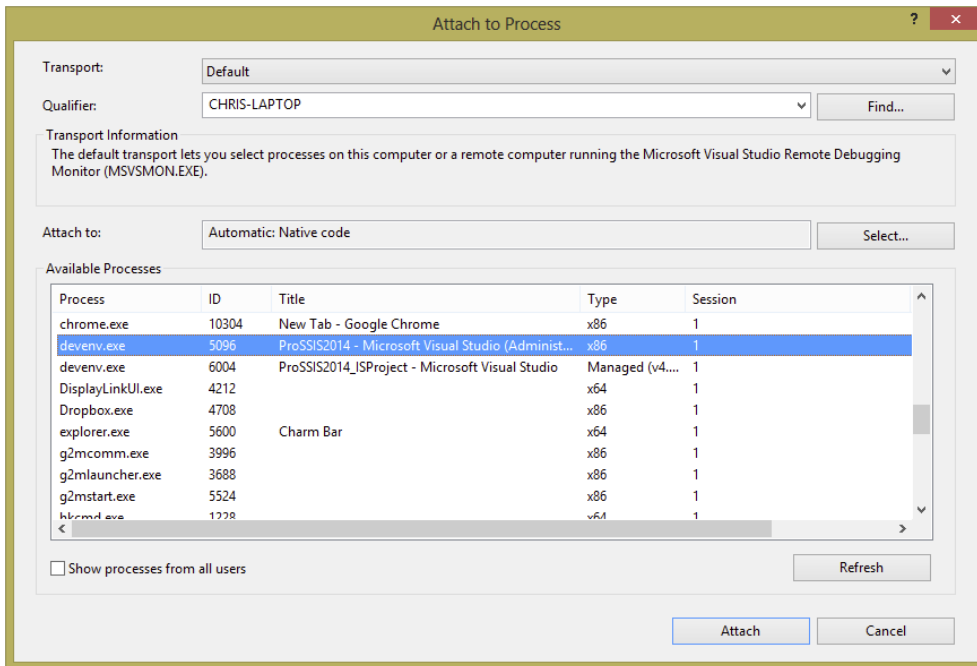 Attach to Process
?
Transport:
Default
Qualifier:
CHRIS-LAPTOP
Find...
Transport Information
The default transport lets you select processes on this computer or a remote computer running the Microsoft Visual Studio Remote Debugging
Monitor (MSVSMON.EXE).
Attach to:
Automatic: Native code
Select...
Available Processes
Process ID Title Type Session
chrome.exe 10304 New Tab - Google Chrome x86 1
devenv.exe 5096 ProSSIS2014 - Microsoft Visual Studio (Administ... x86 1
devenv.exe 6004 ProSSIS2014_ISProject - Microsoft Visual Studio Managed (v4.... 1
DisplayLinkUI.exe 4212 x64 1
Dropbox.exe 4708 x86 1
explorer.exe 5600 Charm Bar x64 1
g2mcomm.exe 3996 x86 1
g2mlauncher.exe 3688 x86 1
g2mstart.exe 5524 x86 1
hkcmd.exe 1228 x64 1
Show processes from all users
Refresh
Attach
Cancel